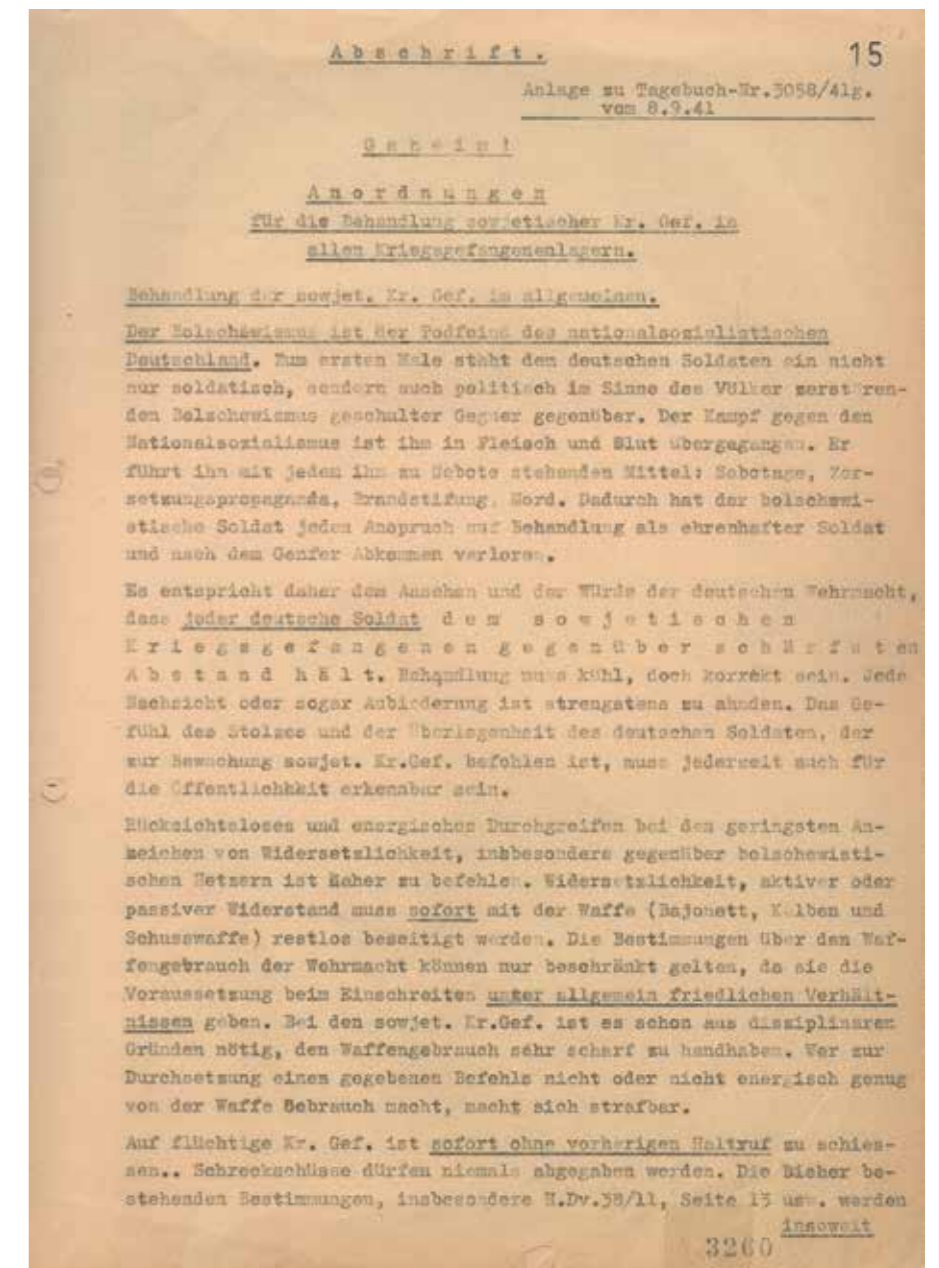 Abschrift.
15
Anlage zu Tagebuch-Nr.3058/41g.
vom 8.9.41
Geheim!
Anordnungen
für die Behandlung sowjetischer Kr. Gef. in
allen Kriegsgefangenenlagern.
Behandlung der sowjet. Kr. Gef. im allgemeinen.
Der Bolschewismus ist der Todfeind des nationalsozialistischen
Deutschland. Zum ersten Male steht dem deutschen Soldaten ein nicht
nur soldatisch, sondern auch politisch im Sinne des Völker zerstören-
den Bolschewismus geschulter Gegner gegenüber. Der Kampf gegen den
Nationalsozialismus ist ihm in Fleisch und Blut übergegangen. Er
führt ihn mit jedem ihm zu Gebote stehenden Mittel: Sabotage, Zer-
setzungspropaganda, Brandstifung, Mord. Dadurch hat der bolschewi-
stische Soldat jeden Anspruch auf Behandlung als ehrenhafter Soldat
und nach dem Genfer Abkommen verloren.
Es entspricht daher dem Ansehen und der Würde der deutschen Wehrmacht,
dass jeder deutsche Soldat dem sowjetischen
Kriegsgefangenen gegenüber schärfsten
Abstand hält. Behandlung muss kühl, doch korrekt sein. Jede
Nachsicht oder sogar Anbiederung ist strengstens zu ahnden. Das Ge-
fühl des Stolzes und der Überlegenheit des deutschen Soldaten, der
zur Bewachung sowjet. Kr.Gef. befohlen ist, muss jederzeit auch für
die Öffentlichkkit erkennbar sein.
Rücksichtsloses und energisches Durchgreifen bei den geringsten An-
zeichen von Widersetzlichkeit, insbesonders gegenüber bolschewisti-
schen Hetzern ist daher zu befehlen. Widersetzlichkeit, aktiver oder
passiver Widerstand muss sofort mit der Waffe (Bajonett, Kolben und
Schusswaffe) restlos beseitigt werden. Die Bestimmungen über den Waf-
fengebrauch der Wehrmacht können nur beschränkt gelten, da sie die
Voraussetzung beim Einschreiten unter allgemein friedlichen Verhält-
nissen geben. Bei den sowjet. Kr.Gef. ist es schon aus disziplinaren
Gründen nötig, den Waffengebrauch sehr scharf zu handhaben. Wer zur
Durchsetzung eines gegebenen Befehls nicht oder nicht energisch genug
von der Waffe Gebrauch macht, macht sich strafbar.
Auf flüchtige Kr. Gef. ist sofort ohne vorherigen Haltruf zu schies-
sen.. Schreckschüsse dürfen niemals abgegaben werden. Die bisher be-
stehenden Bestimmungen, insbesondere H.Dv.38/11, Seite 13 usw. werden
insoweit
3260